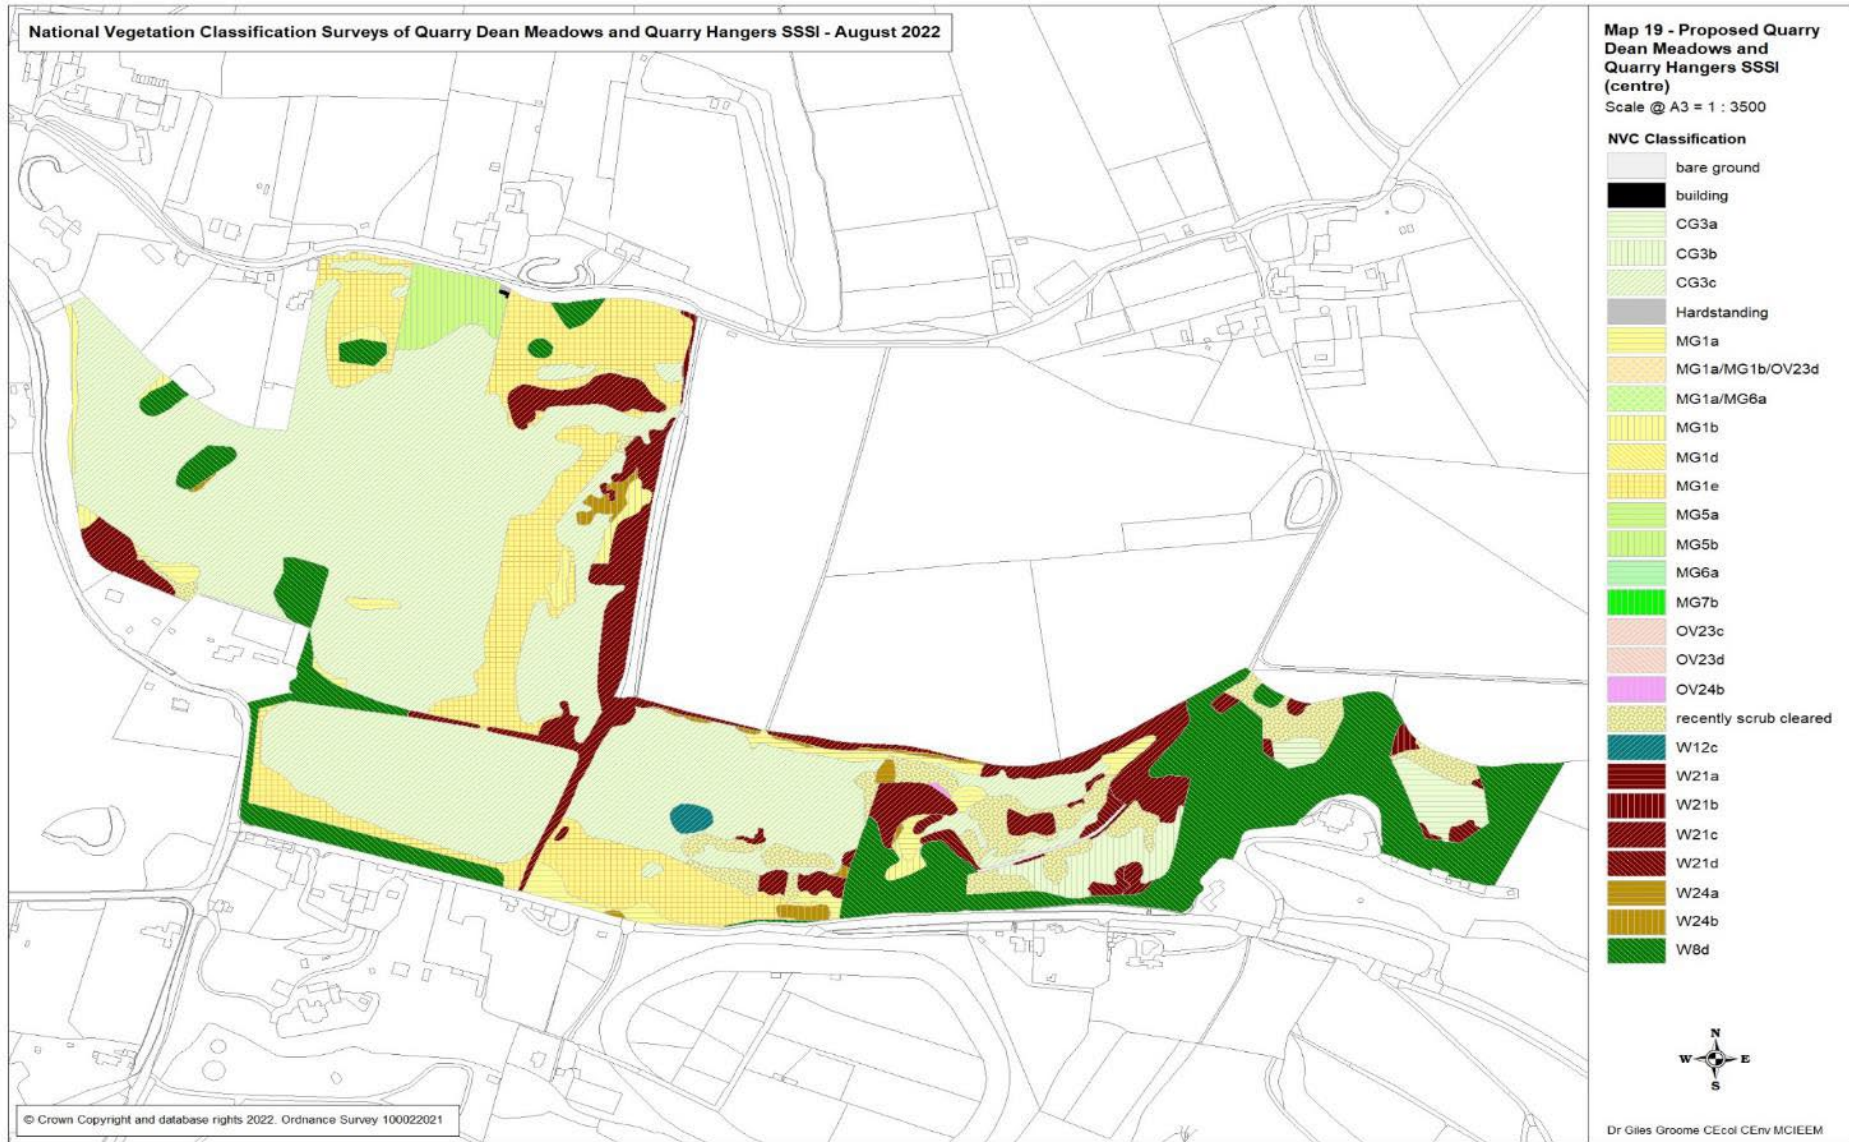 National Vegetation Classification Surveys of Quarry Dean Meadows and Quarry Hangers SSSI - August 2022
Map 19 - Proposed Quarry
Dean Meadows and
Quarry Hangers SSSI
(centre)
Scale @ A3 = 1 : 3500
NVC Classification
bare ground
building
CG3a
CG3b
CG3c
Hardstanding
MG1a
MG1a/MG1b/OV23d
MG1a/MG6a
MG1b
MG1d
MG1e
MG5a
MG5b
MG6a
MG7b
OV23c
OV23d
OV24b
recently scrub cleared
W12c
W21a
W21b
W21c
W21d
W24a
W24b
W8d
N
W E
S
© Crown Copyright and database rights 2022. Ordnance Survey 100022021
Dr Giles Groome CEcol CEnv MCIEEM